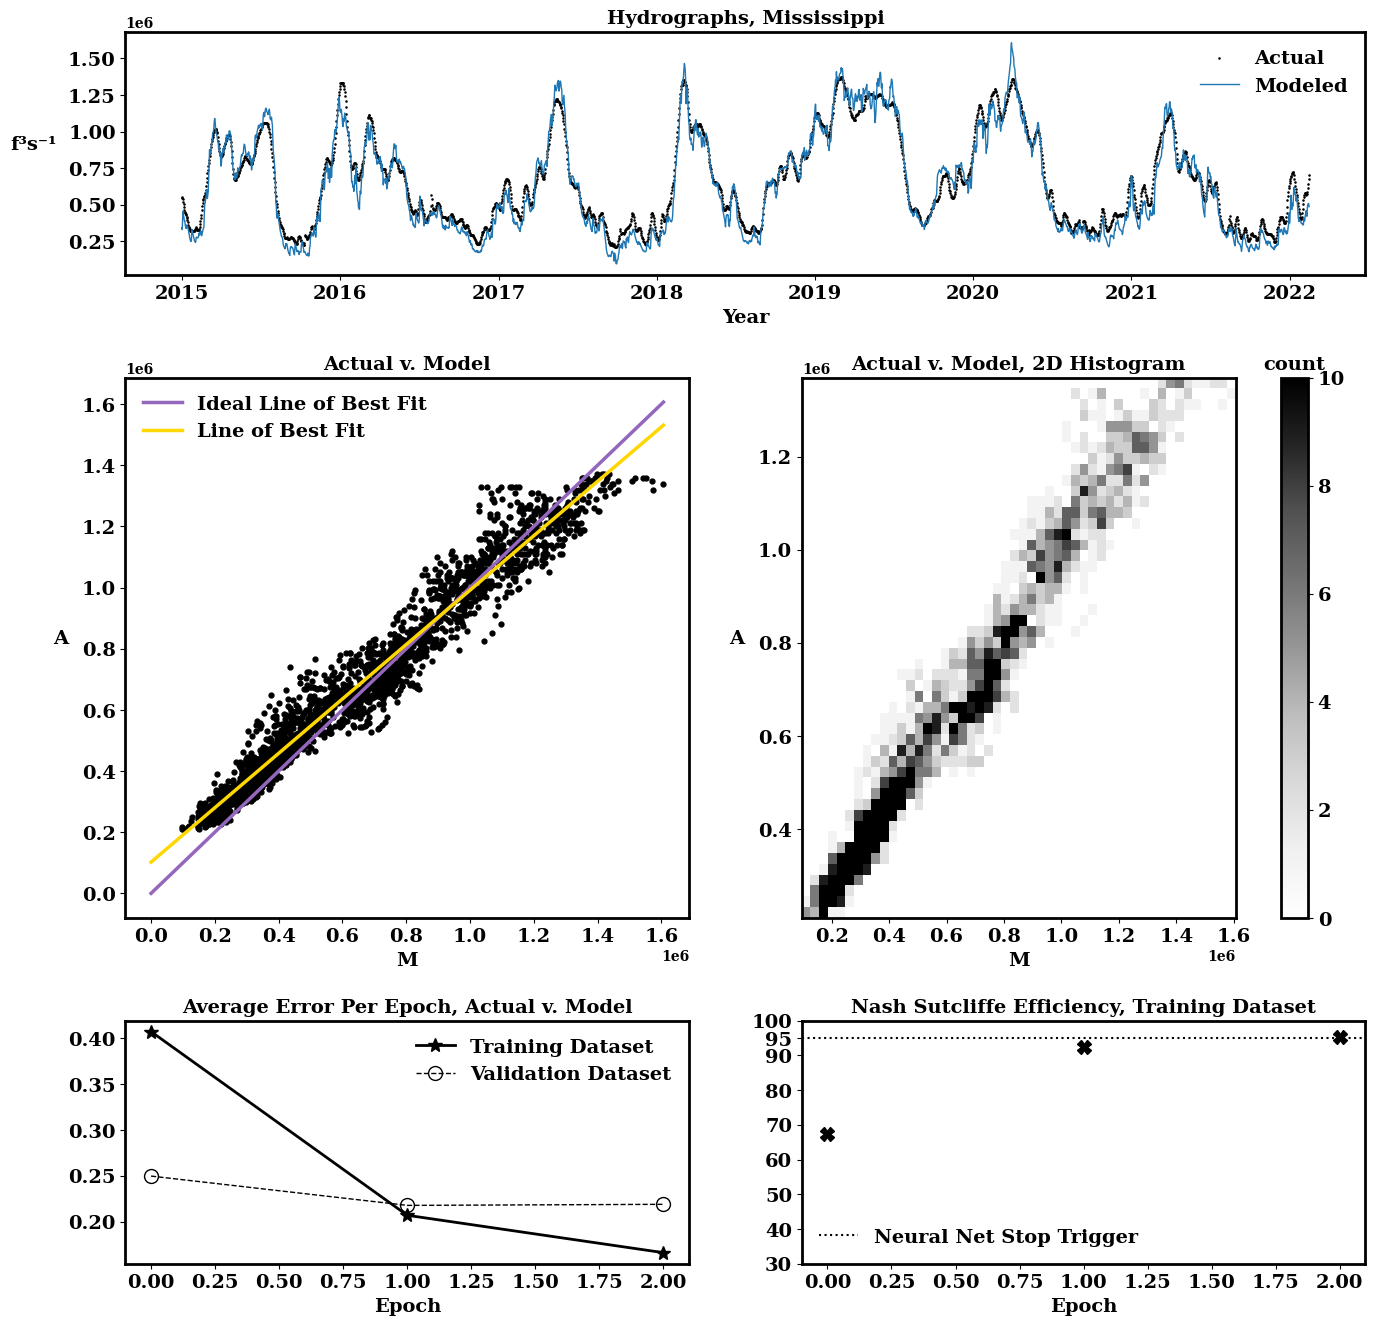 Hydrographs, Mississippi
1e6
1.50
1.25
1.00
0.75
0.50
0.25
f³s⁻¹
Actual
Modeled
2015 2016 2017 2018 2019 2020 2021 2022
Year
Actual v. Model
1e6
1.6
1.4
1.2
1.0
0.8
0.6
0.4
0.2
0.0
A
Ideal Line of Best Fit
Line of Best Fit
0.0 0.2 0.4 0.6 0.8 1.0 1.2 1.4 1.6
1e6
M
Actual v. Model, 2D Histogram
1e6
1.2
1.0
0.8
0.6
0.4
A
0.2 0.4 0.6 0.8 1.0 1.2 1.4 1.6
1e6
M
count
10
8
6
4
2
0
Average Error Per Epoch, Actual v. Model
0.40
0.35
0.30
0.25
0.20
Training Dataset
Validation Dataset
0.00 0.25 0.50 0.75 1.00 1.25 1.50 1.75 2.00
Epoch
Nash Sutcliffe Efficiency, Training Dataset
100
95
90
80
70
60
50
40
30
Neural Net Stop Trigger
0.00 0.25 0.50 0.75 1.00 1.25 1.50 1.75 2.00
Epoch